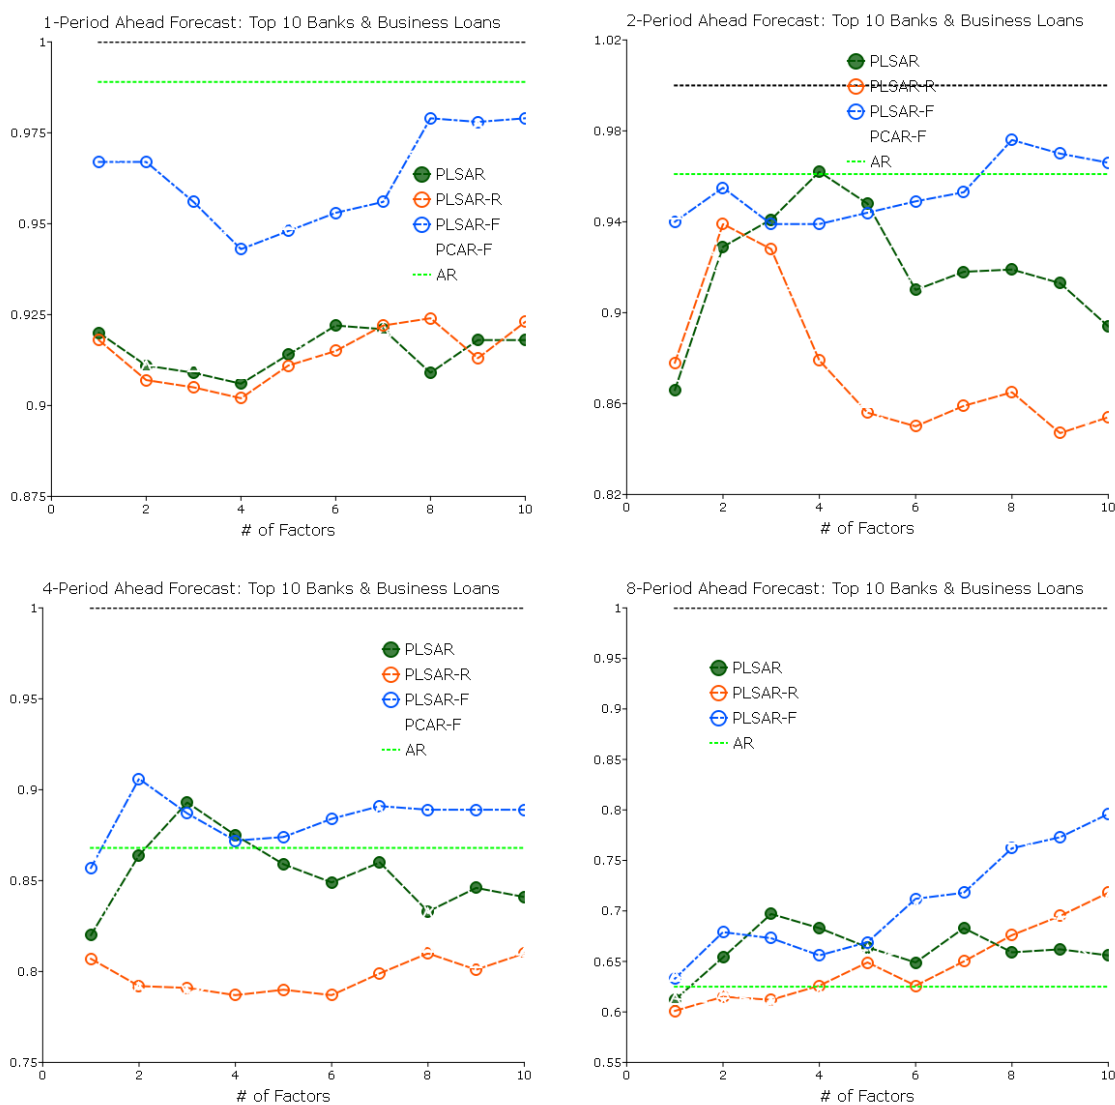 1-Period Ahead Forecast: Top 10 Banks & Business Loans
1
0.975
0.95
0.925
0.9
0.875
0
2
4
6
8
10
# of Factors
PLSAR
PLSAR-R
PLSAR-F
PCAR-F
AR
2-Period Ahead Forecast: Top 10 Banks & Business Loans
1.02
0.98
0.94
0.9
0.86
0.82
0
2
4
6
8
10
# of Factors
PLSAR
PLSAR-R
PLSAR-F
PCAR-F
AR
4-Period Ahead Forecast: Top 10 Banks & Business Loans
1
0.95
0.9
0.85
0.8
0.75
0
2
4
6
8
10
# of Factors
PLSAR
PLSAR-R
PLSAR-F
PCAR-F
AR
8-Period Ahead Forecast: Top 10 Banks & Business Loans
1
0.95
0.9
0.85
0.8
0.75
0.7
0.65
0.6
0.55
0
2
4
6
8
10
# of Factors
PLSAR
PLSAR-R
PLSAR-F
AR